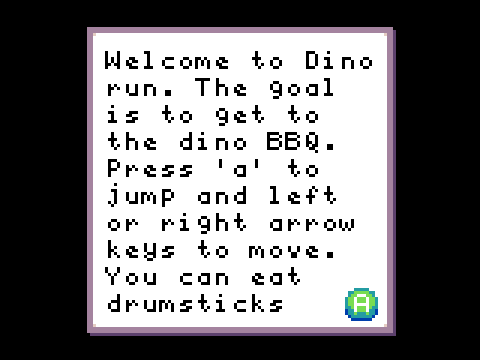 Welcome to Dino
run. The goal
is to get to
the dino BBQ.
Press 'a' to
jump and left
or right arrow
keys to move.
You can eat
drumsticks
A